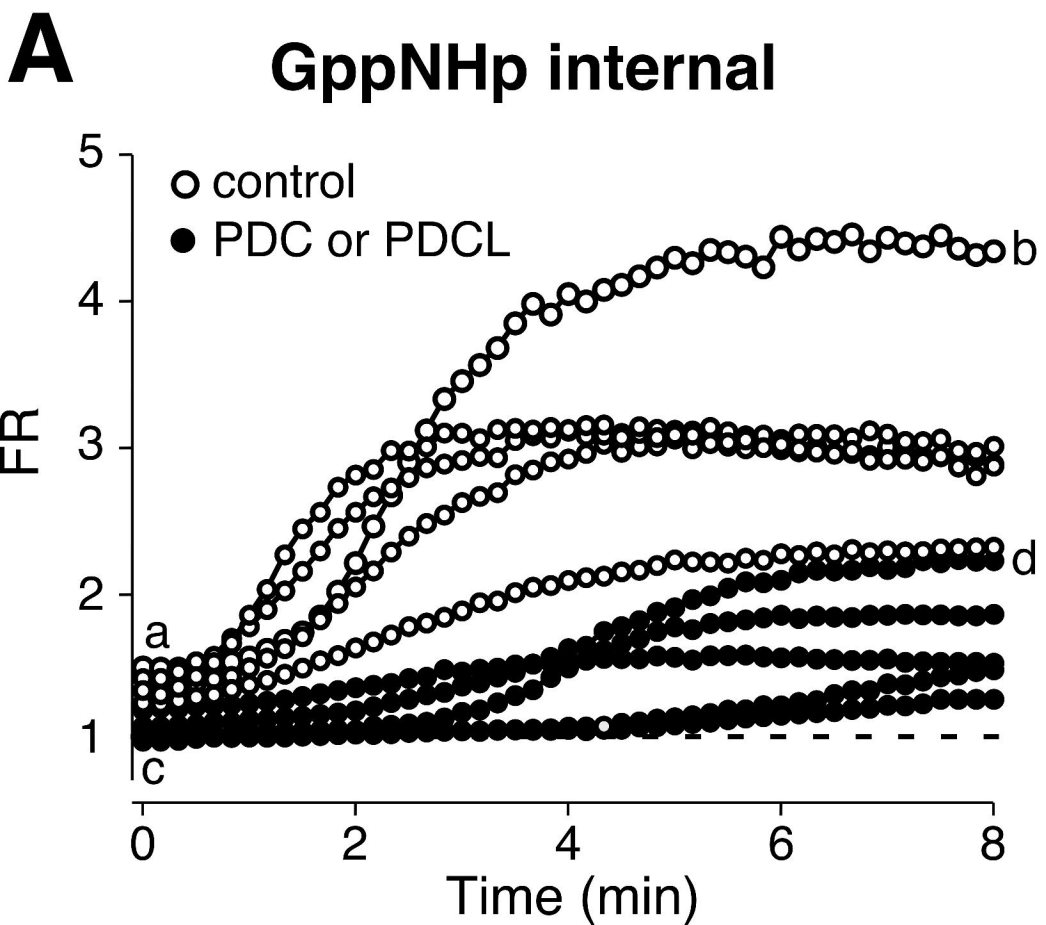 A
GppNHp internal
control
PDC or PDCL
5
4
3
2
1
FR
a
b
c
d
0 2 4 6 8
Time (min)